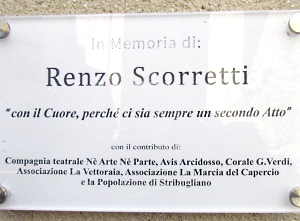 In Memoria di:
Renzo Scorretti
"con il Cuore, perché ci sia sempre un secondo Atto"
con il contributo di:
Compagnia teatrale Nè Arte Né Parte, Avis Arcidosso, Corale G.Verdi,
Associazione La Vettoraia, Associazione La Marcia del Capercio
e la Popolazione di Stribugliano